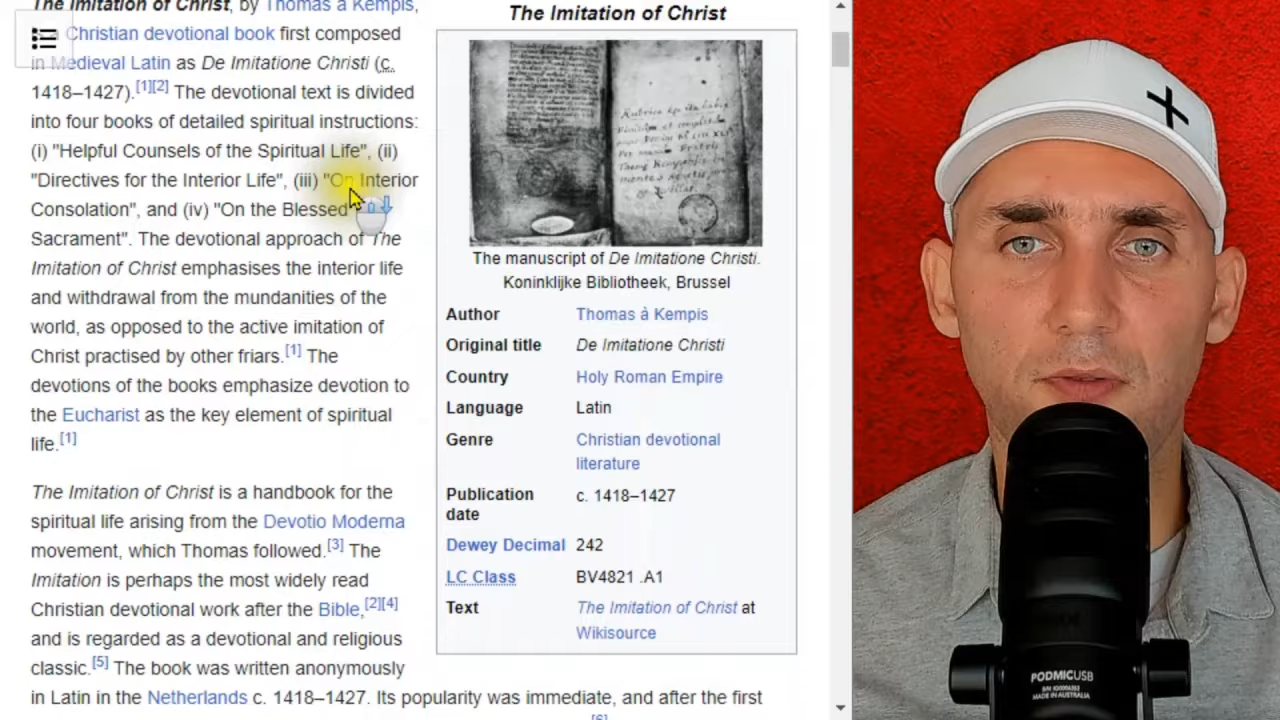 The Imitation of Christ, by Thomas à Kempis,
Christian devotional book first composed
in Medieval Latin as De Imitatione Christi (c.
1418–1427).[1][2] The devotional text is divided
into four books of detailed spiritual instructions:
(i) "Helpful Counsels of the Spiritual Life", (ii)
"Directives for the Interior Life", (iii) "On Interior
Consolation", and (iv) "On the Blessed
Sacrament". The devotional approach of The
Imitation of Christ emphasises the interior life
and withdrawal from the mundanities of the
world, as opposed to the active imitation of
Christ practised by other friars.[1] The
devotions of the books emphasize devotion to
the Eucharist as the key element of spiritual
life.[1]
The Imitation of Christ is a handbook for the
spiritual life arising from the Devotio Moderna
movement, which Thomas followed.[3] The
Imitation is perhaps the most widely read
Christian devotional work after the Bible,[2][4]
and is regarded as a devotional and religious
classic.[5] The book was written anonymously
in Latin in the Netherlands c. 1418–1427. Its popularity was immediate, and after the first
[6]
The Imitation of Christ
The manuscript of De Imitatione Christi.
Koninklijke Bibliotheek, Brussel
Author Thomas à Kempis
Original title De Imitatione Christi
Country Holy Roman Empire
Language Latin
Genre Christian devotional
literature
Publication c. 1418–1427
date
Dewey Decimal 242
LC Class BV4821 .A1
Text The Imitation of Christ at
Wikisource
PODMICUSB
MADE IN AUSTRALIA